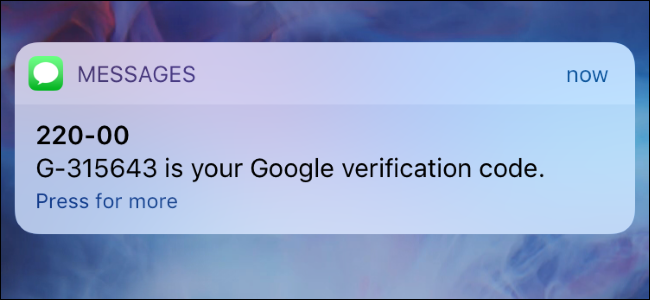 MESSAGES now
220-00
G-315643 is your Google verification code.
Press for more